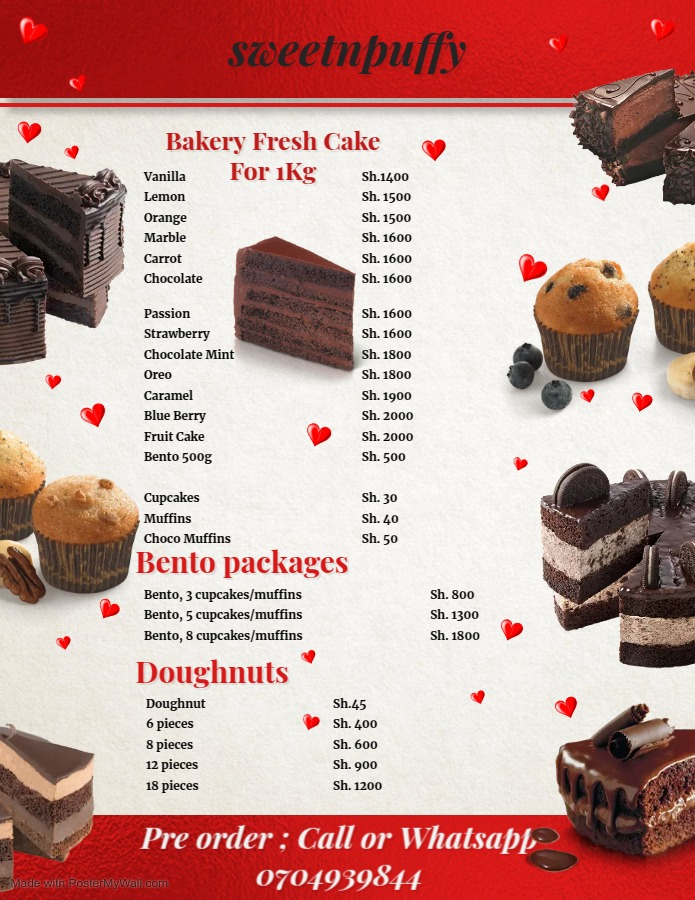 sweetnpuffy
Bakery Fresh Cake
For 1Kg
Vanilla Sh.1400
Lemon Sh. 1500
Orange Sh. 1500
Marble Sh. 1600
Carrot Sh. 1600
Chocolate Sh. 1600
Passion Sh. 1600
Strawberry Sh. 1600
Chocolate Mint Sh. 1800
Oreo Sh. 1800
Caramel Sh. 1900
Blue Berry Sh. 2000
Fruit Cake Sh. 2000
Bento 500g Sh. 500
Cupcakes Sh. 30
Muffins Sh. 40
Choco Muffins Sh. 50
Bento packages
Bento, 3 cupcakes/muffins Sh. 800
Bento, 5 cupcakes/muffins Sh. 1300
Bento, 8 cupcakes/muffins Sh. 1800
Doughnuts
Doughnut Sh.45
6 pieces Sh. 400
8 pieces Sh. 600
12 pieces Sh. 900
18 pieces Sh. 1200
Pre order ; Call or Whatsapp
0704939844
Made with PosterMyWall.com